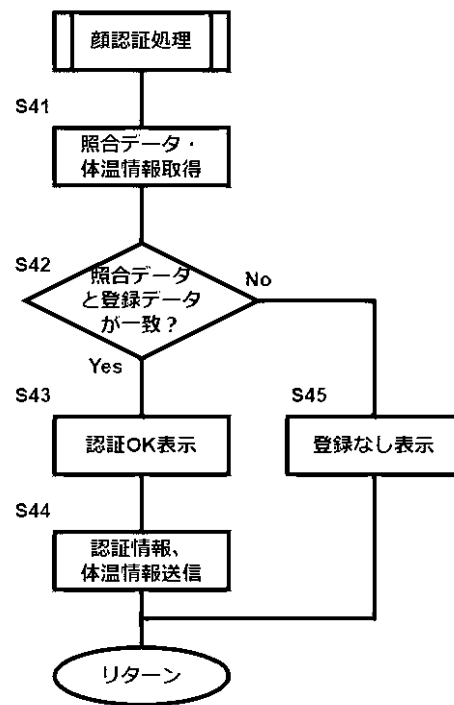 顔認証処理
S41
照合データ・
体温情報取得
S42
照合データ
と登録データ
が一致？
No
Yes
S43
認証OK表示
S45
登録なし表示
S44
認証情報、
体温情報送信
リターン